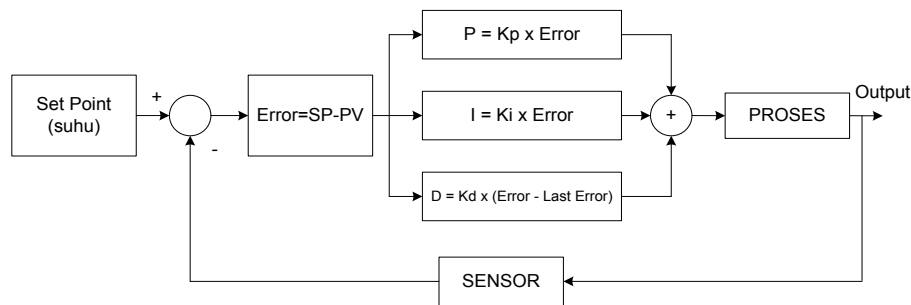 Set Point
(suhu)
+
-
Error=SP-PV
P = Kp x Error
I = Ki x Error
D = Kd x (Error - Last Error)
+
PROSES
Output
SENSOR